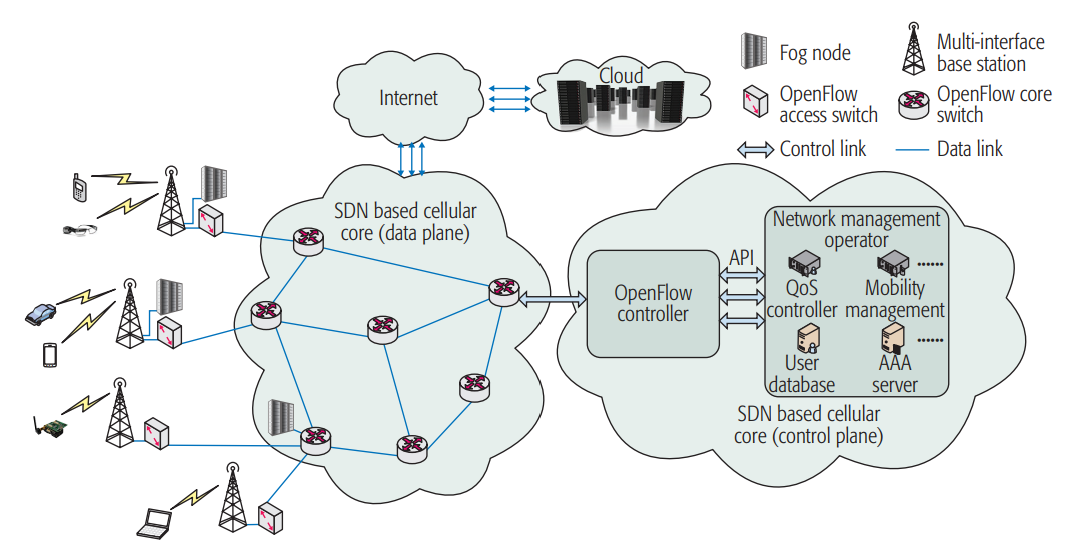 Internet
Cloud
Fog node
Multi-interface
base station
OpenFlow
access switch
OpenFlow core
switch
Control link
Data link
SDN based cellular
core (data plane)
OpenFlow
controller
API
Network management
operator
QoS
controller
Mobility
management
User
database
AAA
server
SDN based cellular
core (control plane)